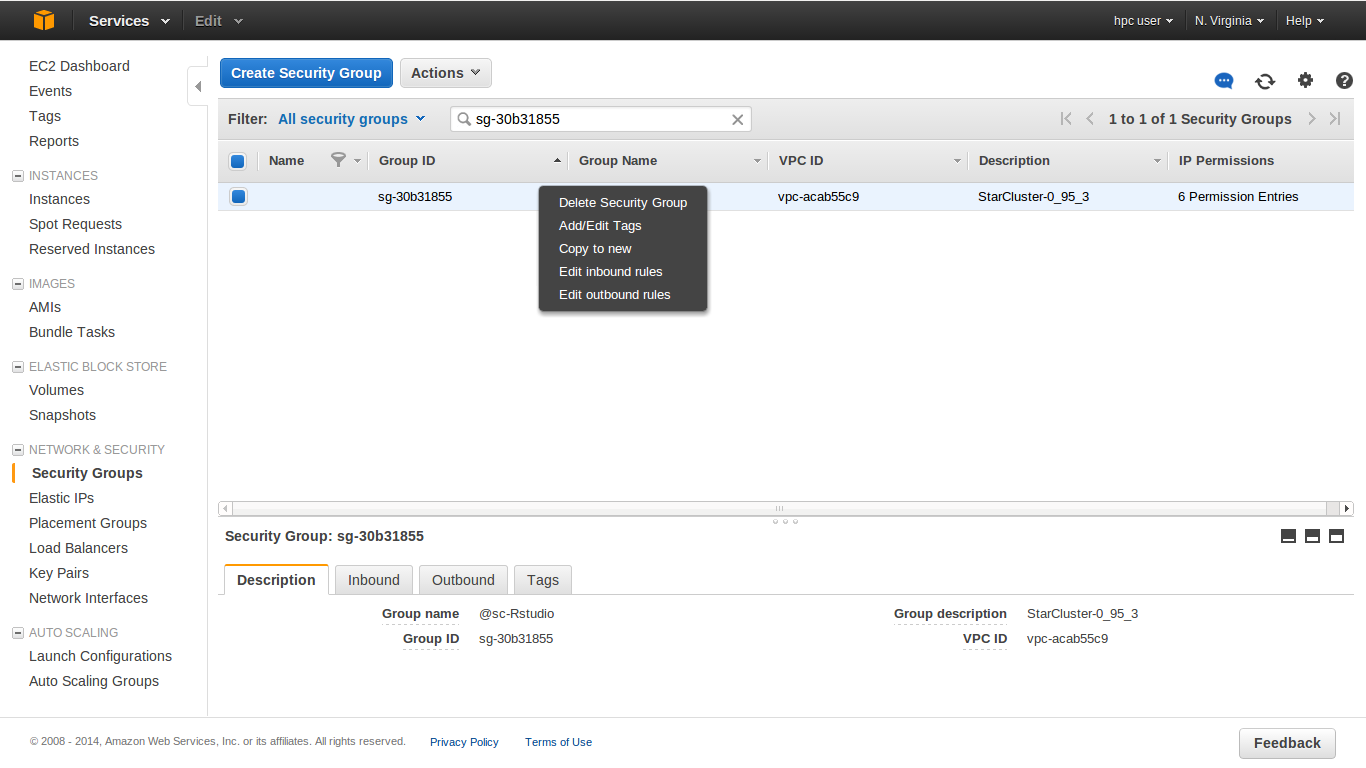 Services Edit hpc user N. Virginia Help
EC2 Dashboard
Events
Tags
Reports
INSTANCES
Instances
Spot Requests
Reserved Instances
IMAGES
AMIs
Bundle Tasks
ELASTIC BLOCK STORE
Volumes
Snapshots
NETWORK & SECURITY
Security Groups
Elastic IPs
Placement Groups
Load Balancers
Key Pairs
Network Interfaces
AUTO SCALING
Launch Configurations
Auto Scaling Groups
Create Security Group Actions
Filter: All security groups sg-30b31855 1 to 1 of 1 Security Groups
Name Group ID Group Name VPC ID Description IP Permissions
sg-30b31855 vpc-acab55c9 StarCluster-0_95_3 6 Permission Entries
Delete Security Group
Add/Edit Tags
Copy to new
Edit inbound rules
Edit outbound rules
Security Group: sg-30b31855
Description Inbound Outbound Tags
Group name @sc-Rstudio Group description StarCluster-0_95_3
Group ID sg-30b31855 VPC ID vpc-acab55c9
© 2008 - 2014, Amazon Web Services, Inc. or its affiliates. All rights reserved. Privacy Policy Terms of Use Feedback